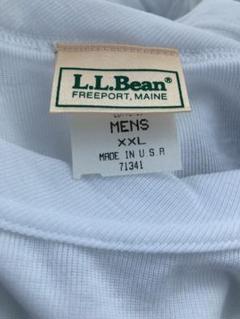 L.L.Bean®
FREEPORT, MAINE
MENS
XXL
MADE IN U.S.A
71341